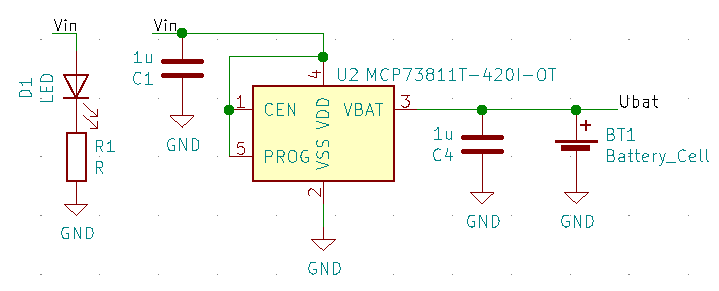 Vin
D1
LED
R1
R
GND
Vin
1u
C1
GND
U2 MCP73811T-420I-OT
4
1
CEN
VDD
VBAT
3
5
PROG
VSS
2
GND
Ubat
1u
C4
GND
+
BT1
Battery_Cell
GND